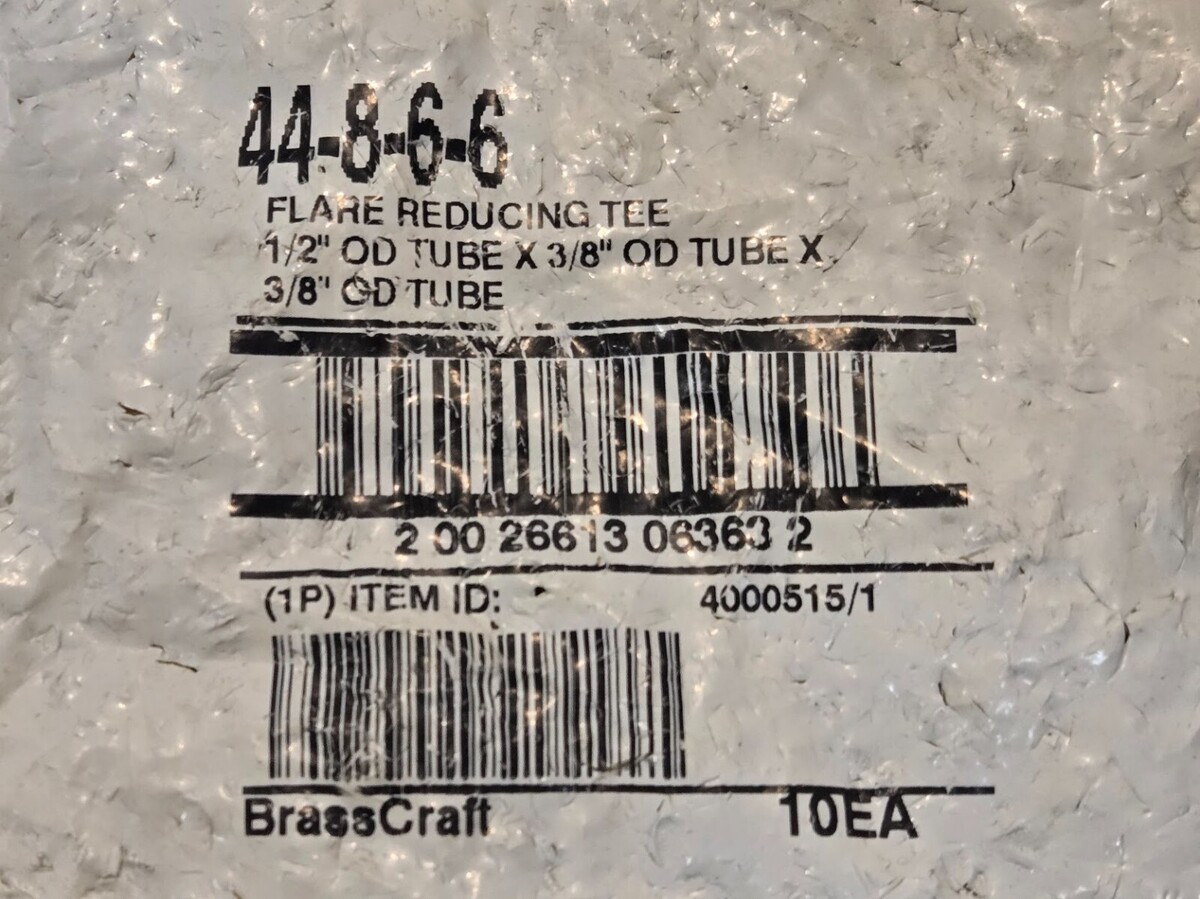 44-8-6-6
FLARE REDUCING TEE
1/2" OD TUBE X 3/8" OD TUBE X
3/8" OD TUBE
2 00 26613 06363 2
(1P) ITEM ID: 4000515/1
BrassCraft 10EA